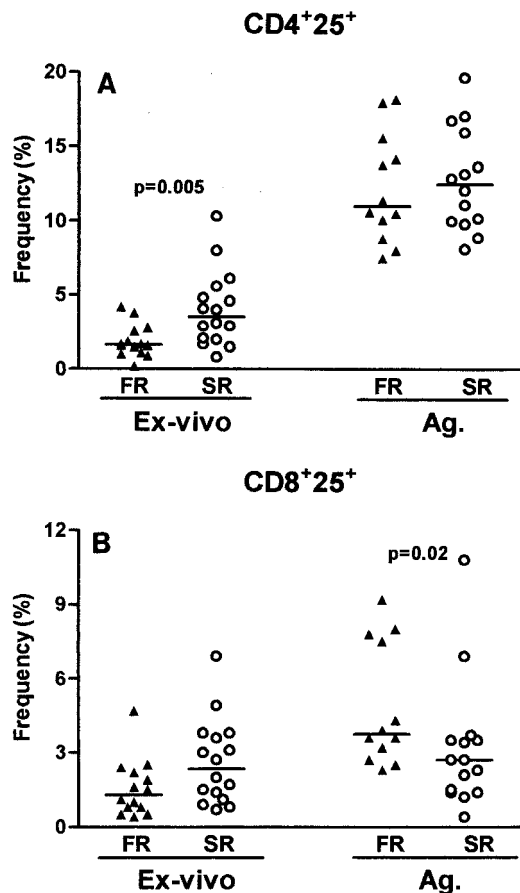 CD4⁺25⁺
A
20
15
10
5
0
Frequency (%)
p=0.005
FR SR FR SR
Ex-vivo Ag.
CD8⁺25⁺
B
12
9
6
3
0
Frequency (%)
p=0.02
FR SR FR SR
Ex-vivo Ag.